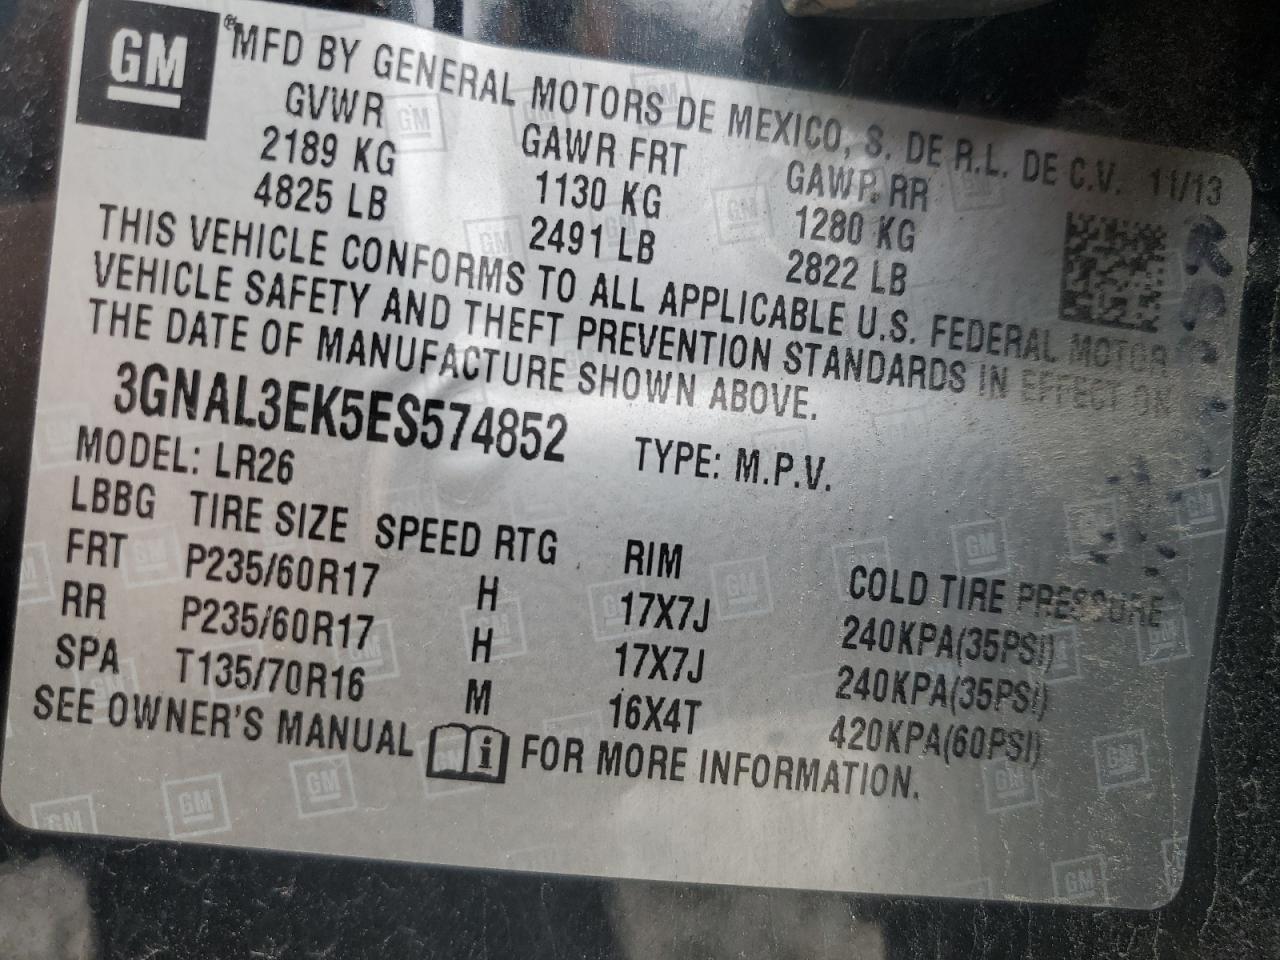 GM
MFD BY GENERAL MOTORS DE MEXICO, S. DE R.L. DE C.V. 11/13
GVWR GAWR FRT GAWR RR
2189 KG 1130 KG 1280 KG
4825 LB 2491 LB 2822 LB
THIS VEHICLE CONFORMS TO ALL APPLICABLE U.S. FEDERAL MOTOR
VEHICLE SAFETY AND THEFT PREVENTION STANDARDS IN EFFECT ON
THE DATE OF MANUFACTURE SHOWN ABOVE.
3GNAL3EK5ES574852 TYPE: M.P.V.
MODEL: LR26
LBBG TIRE SIZE SPEED RTG RIM COLD TIRE PRESSURE
FRT P235/60R17 H 17X7J 240KPA(35PSI)
RR P235/60R17 H 17X7J 240KPA(35PSI)
SPA T135/70R16 M 16X4T 420KPA(60PSI)
SEE OWNER'S MANUAL FOR MORE INFORMATION.